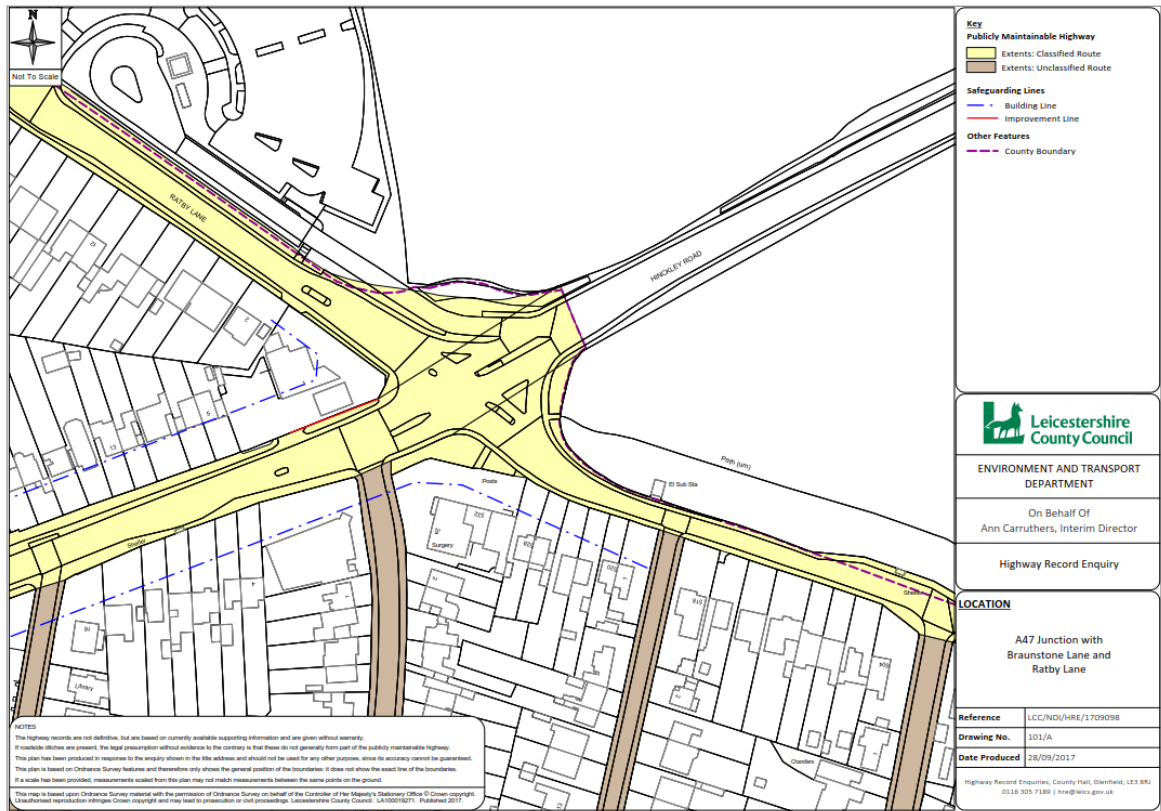 N
Not To Scale
RATBY LANE
HINCKLEY ROAD
12
2
5
13
Path (um)
El Sub Sta
Posts
Surgery
Shelter
Shelter
4
16
Library
2
1
2
518
504
Chandlers
Key
Publicly Maintainable Highway
Extents: Classified Route
Extents: Unclassified Route
Safeguarding Lines
Building Line
Improvement Line
Other Features
County Boundary
Leicestershire
County Council
ENVIRONMENT AND TRANSPORT
DEPARTMENT
On Behalf Of
Ann Carruthers, Interim Director
Highway Record Enquiry
LOCATION
A47 Junction with
Braunstone Lane and
Ratby Lane
Reference LCC/NDI/HRE/1709098
Drawing No. 101/A
Date Produced 28/09/2017
Highway Record Enquiries, County Hall, Glenfield, LE3 8RJ
0116 305 7189 | hre@leics.gov.uk
NOTES
The highway records are not definitive, but are based on currently available supporting information and are given without warranty.
If roadside ditches are present, the legal presumption without evidence to the contrary is that these do not generally form part of the publicly maintainable highway.
This plan has been produced in response to the enquiry shown in the title address and should not be used for any other purpose, since its accuracy cannot be guaranteed.
This plan is based on Ordnance Survey features and therefore only shows the general position of the boundaries: it does not show the exact line of the boundaries.
If a scale has been provided, measurements scaled from this plan may not match measurements between the same points on the ground.
This map is based upon Ordnance Survey material with the permission of Ordnance Survey on behalf of the Controller of Her Majesty's Stationery Office © Crown copyright.
Unauthorised reproduction infringes Crown copyright and may lead to prosecution or civil proceedings. Leicestershire County Council. LA100019271. Published 2017.